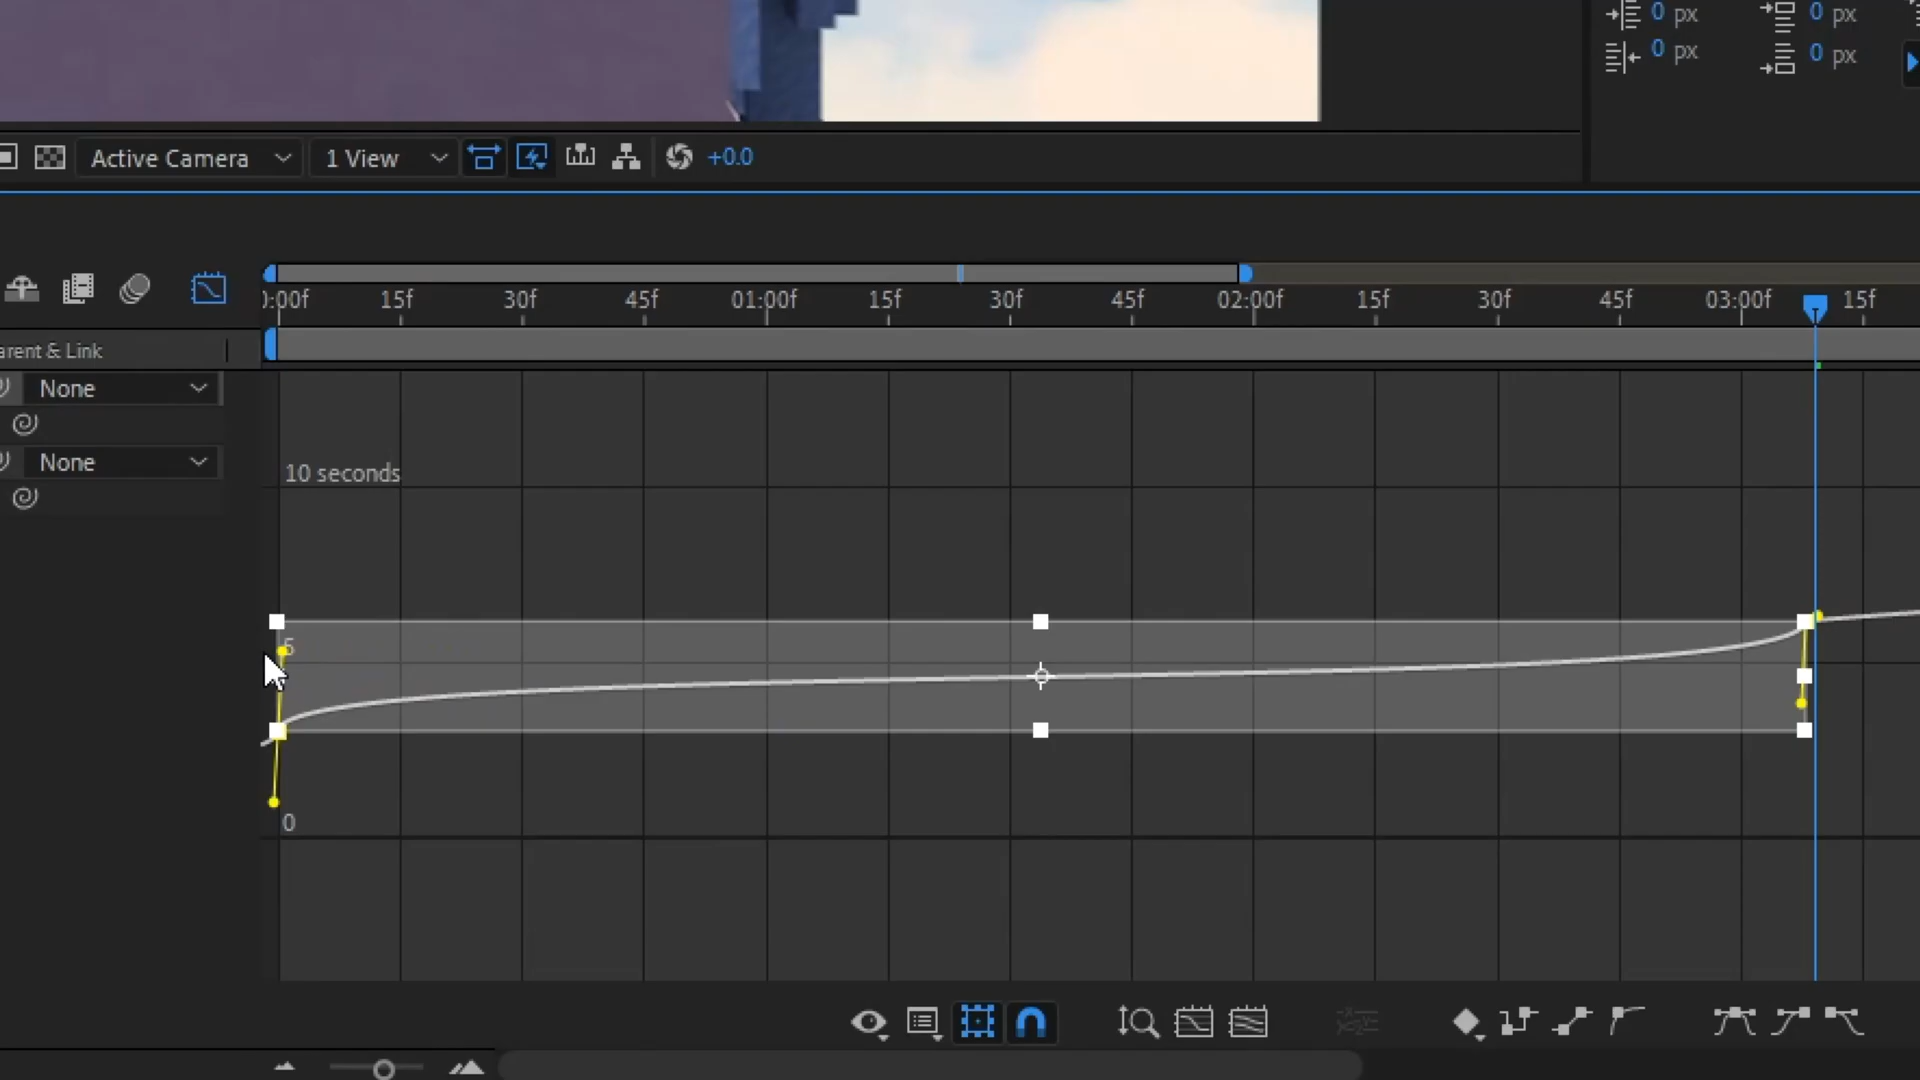 0 px 0 px
0 px 0 px
Active Camera 1 View +0.0
0:00f 15f 30f 45f 01:00f 15f 30f 45f 02:00f 15f 30f 45f 03:00f 15f
arent & Link
None
None
10 seconds
5
0